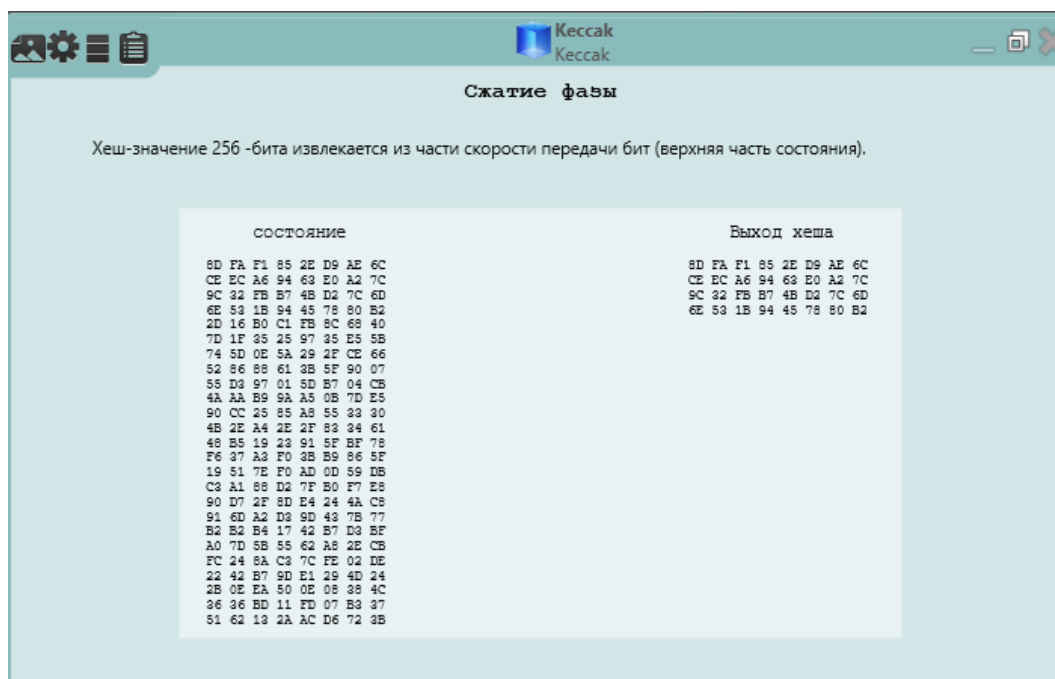 Keccak
Keccak
Сжатие фазы
Хеш-значение 256 -бита извлекается из части скорости передачи бит (верхняя часть состояния).
состояние
8D FA F1 85 2E D9 AE 6C
CE EC A6 94 63 E0 A2 7C
9C 32 FB B7 4B D2 7C 6D
6E 53 1B 94 45 78 80 B2
2D 16 B0 C1 FB 8C 68 40
7D 1F 35 25 97 35 E5 5B
74 5D 0E 5A 29 2F CE 66
52 86 88 61 3B 5F 90 07
55 D3 97 01 5D B7 04 CB
4A AA B9 9A A5 0B 7D E5
90 CC 25 85 A8 55 33 30
4B 2E A4 2E 2F 83 34 61
48 B5 19 23 91 5F BF 78
F6 37 A3 F0 3B B9 86 5F
19 51 7E F0 AD 0D 59 DB
C3 A1 88 D2 7F B0 F7 E8
90 D7 2F 8D E4 24 4A C8
91 6D A2 D3 9D 43 7B 77
B2 B2 B4 17 42 B7 D3 BF
A0 7D 5B 55 62 A8 2E CB
FC 24 8A C3 7C FE 02 DE
22 42 B7 9D E1 29 4D 24
2B 0E EA 50 0E 08 38 4C
36 36 BD 11 FD 07 B3 37
51 62 13 2A AC D6 72 3B
Выход хеша
8D FA F1 85 2E D9 AE 6C
CE EC A6 94 63 E0 A2 7C
9C 32 FB B7 4B D2 7C 6D
6E 53 1B 94 45 78 80 B2